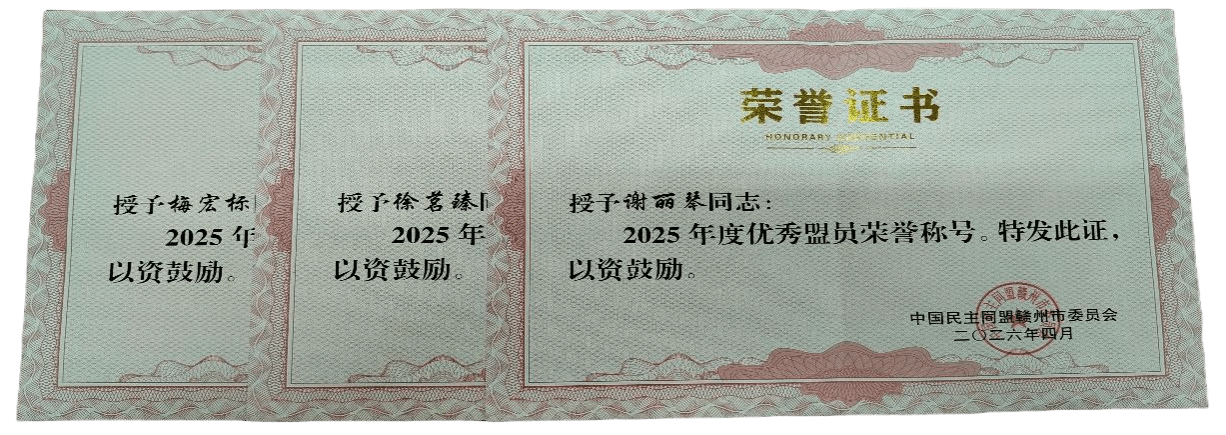 授予梅宏标
2025 年
以资鼓励。
授予徐茗臻同
2025 年
以资鼓励。
荣誉证书
HONORARY CREDENTIAL
授予谢丽琴同志：
2025 年度优秀盟员荣誉称号。特发此证，
以资鼓励。
中国民主同盟赣州市委员会
二〇二六年四月